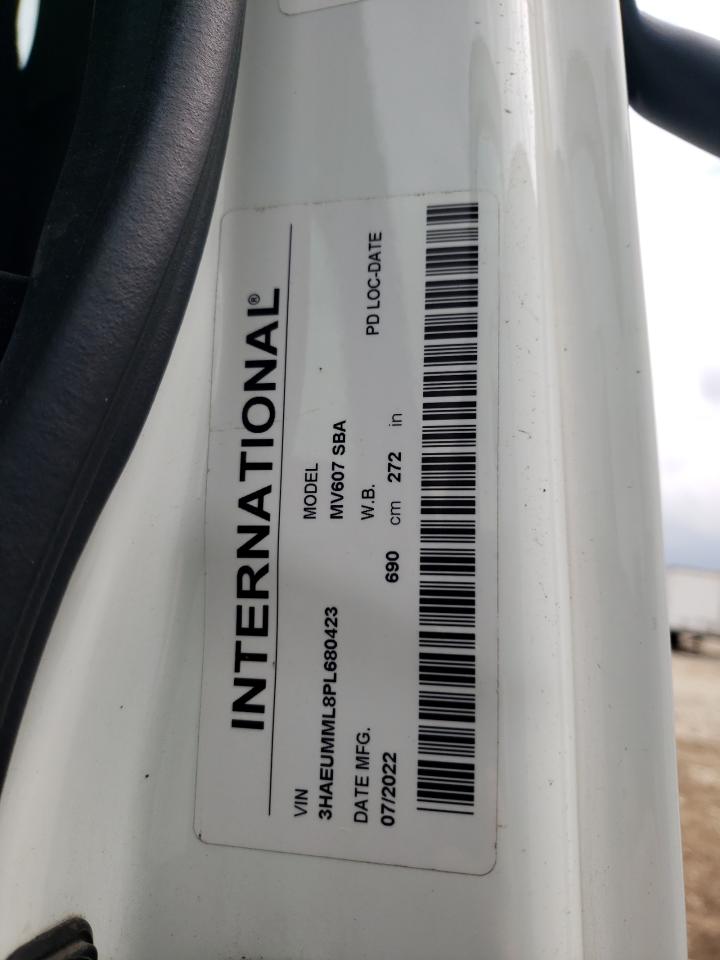 INTERNATIONAL®
VIN
3HAEUMML8PL680423
MODEL
MV607 SBA
DATE MFG.
07/2022
W.B.
690 cm 272 in
PD LOC-DATE